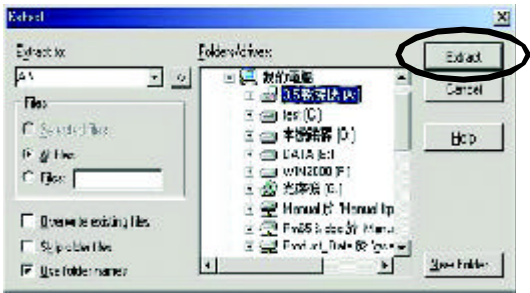 Extract
Extract to:
Folders/drives:
Extract
A:\
我的電腦
Cancel
Files
3.5 軟碟機 (A:)
Selected files
test (C:)
Help
All files
本機磁碟 (D:)
Files:
DATA (E:)
WIN2000 (F:)
光碟機 (G:)
Overwrite existing files
Manual
Skip older files
Use folder names
New Folder